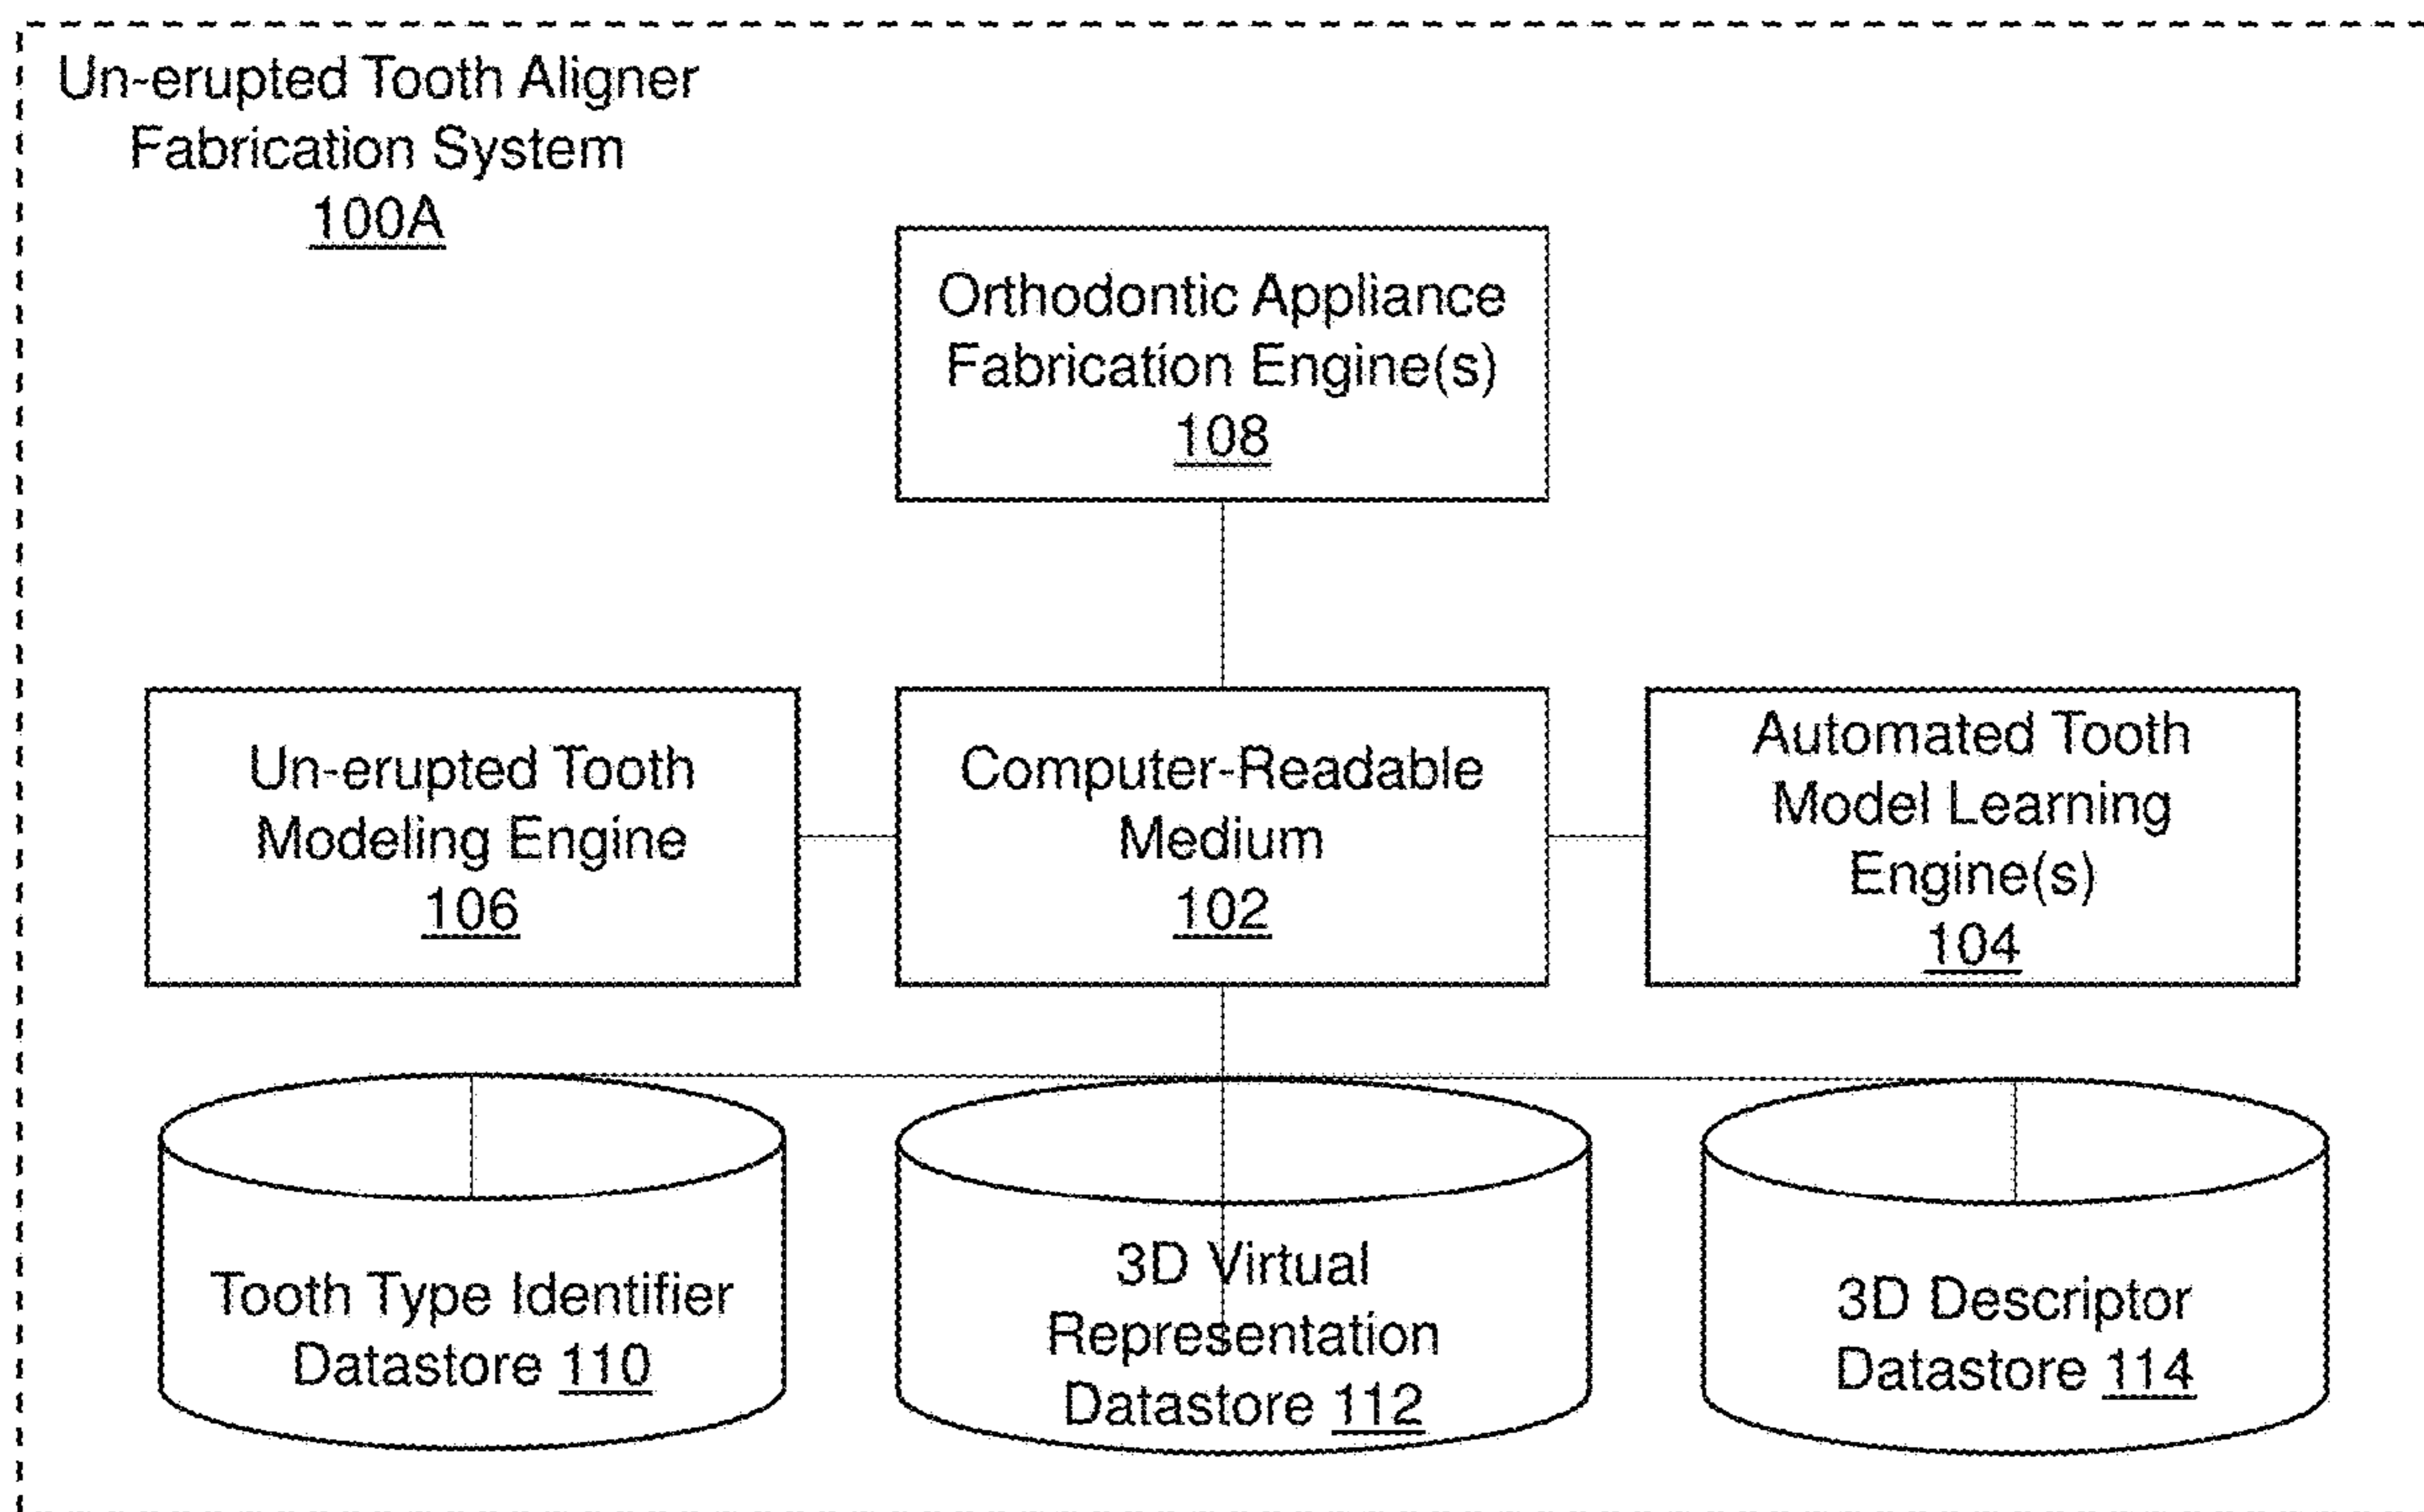 Un-erupted Tooth Aligner
Fabrication System
100A
Orthodontic Appliance
Fabrication Engine(s)
108
Un-erupted Tooth
Modeling Engine
106
Computer-Readable
Medium
102
Automated Tooth
Model Learning
Engine(s)
104
Tooth Type Identifier
Datastore 110
3D Virtual
Representation
Datastore 112
3D Descriptor
Datastore 114